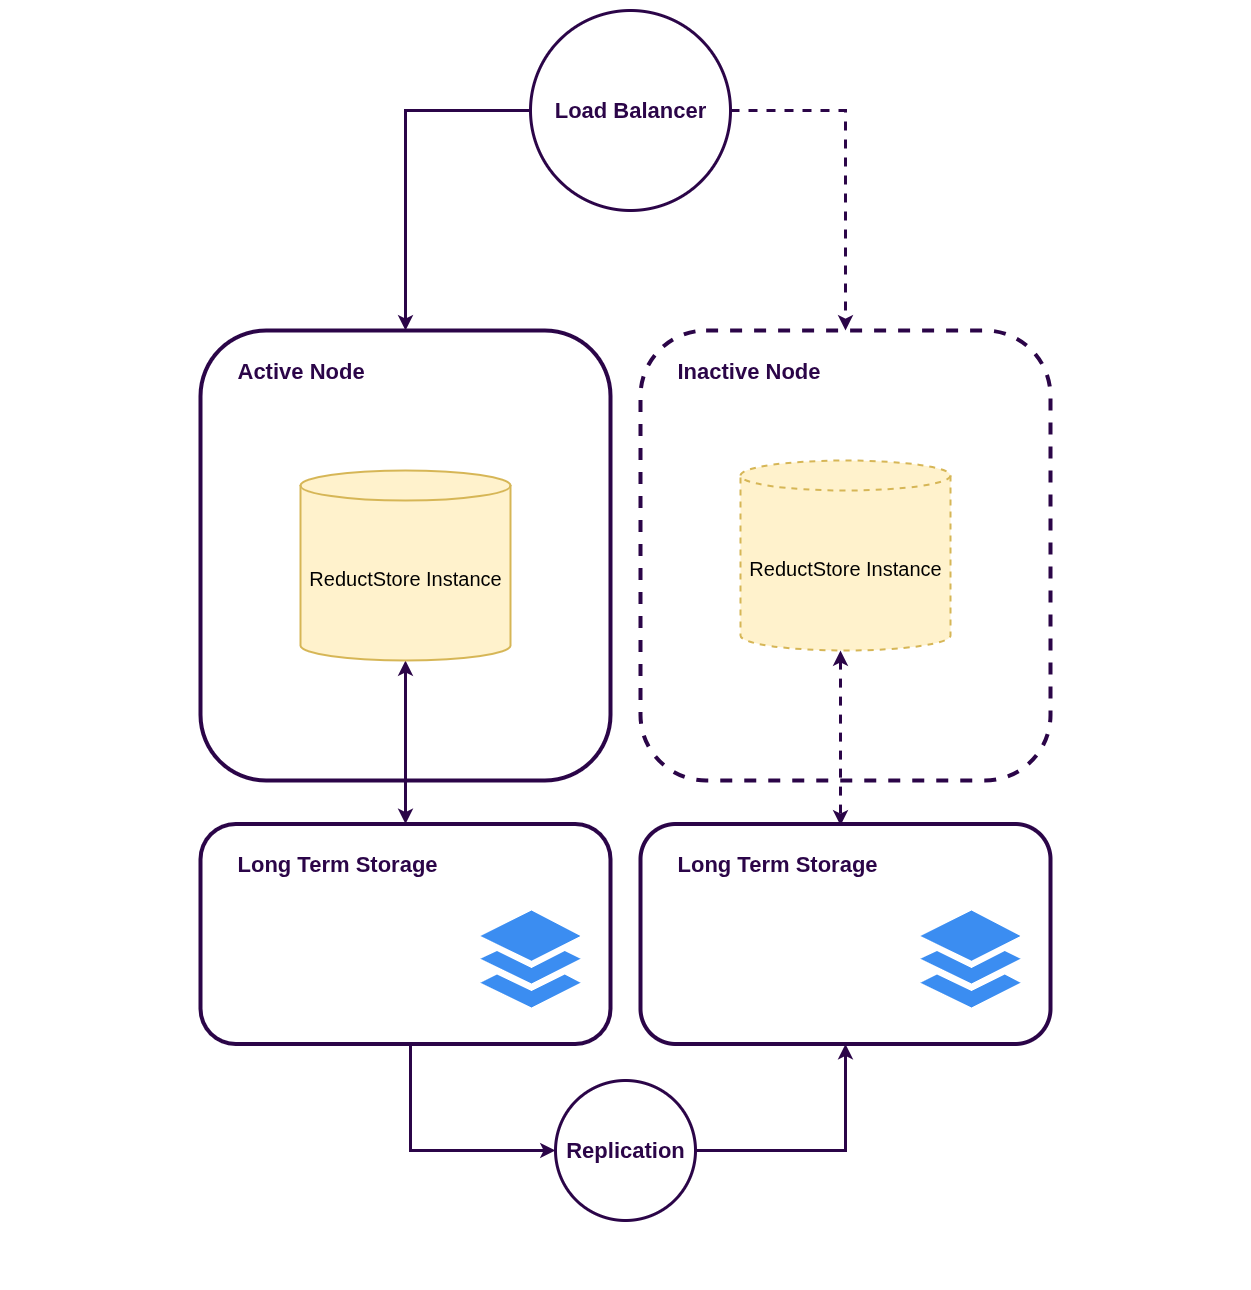 Load Balancer
Active Node
Inactive Node
ReductStore Instance
ReductStore Instance
Long Term Storage
Long Term Storage
Replication